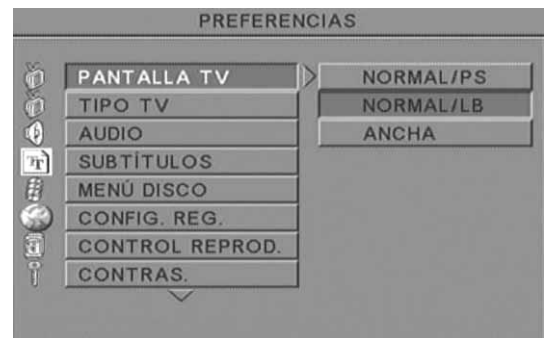 PREFERENCIAS
PANTALLA TV
NORMAL/PS
TIPO TV
NORMAL/LB
AUDIO
ANCHA
SUBTÍTULOS
MENÚ DISCO
CONFIG. REG.
CONTROL REPROD.
CONTRAS.